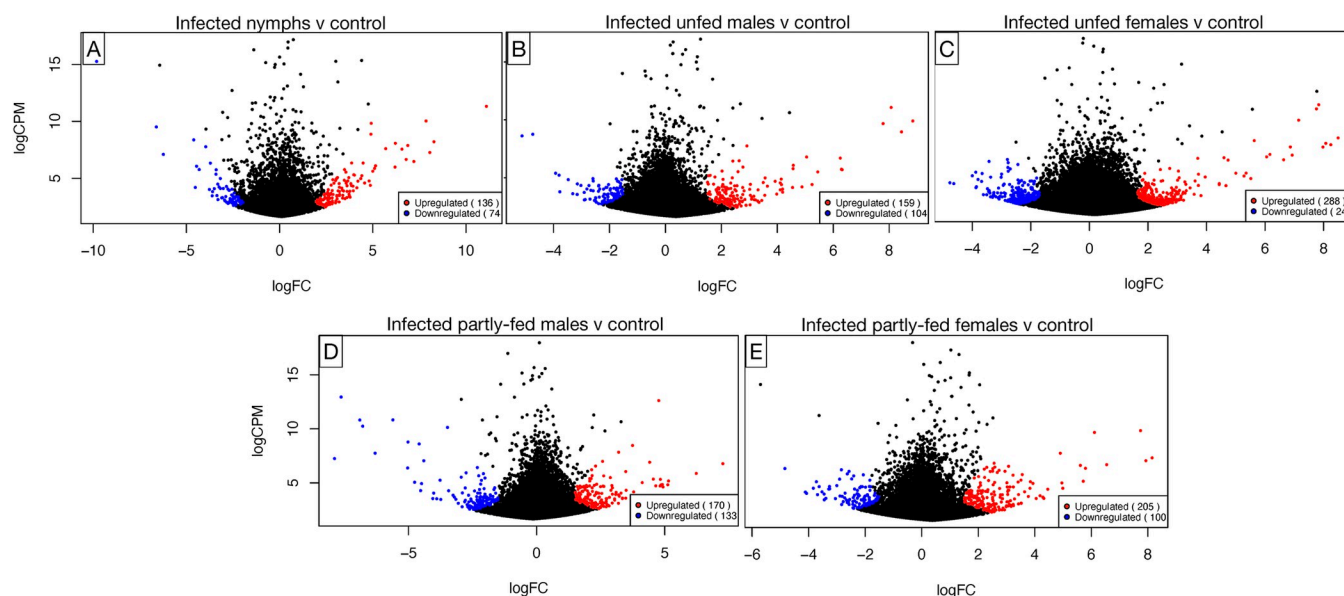 Infected nymphs v control
Infected unfed males v control
Infected unfed females v control
A
B
C
logCPM
15
10
5
Upregulated ( 136 )
Downregulated ( 74
Upregulated ( 159 )
Downregulated ( 104
Upregulated ( 288 )
Downregulated ( 24
-10 -5 0 5 10
-4 -2 0 2 4 6 8
-4 -2 0 2 4 6 8
logFC
logFC
logFC
Infected partly-fed males v control
Infected partly-fed females v control
D
E
logCPM
15
10
5
Upregulated ( 170 )
Downregulated ( 133
Upregulated ( 205 )
Downregulated ( 100
-5 0 5
-6 -4 -2 0 2 4 6 8
logFC
logFC